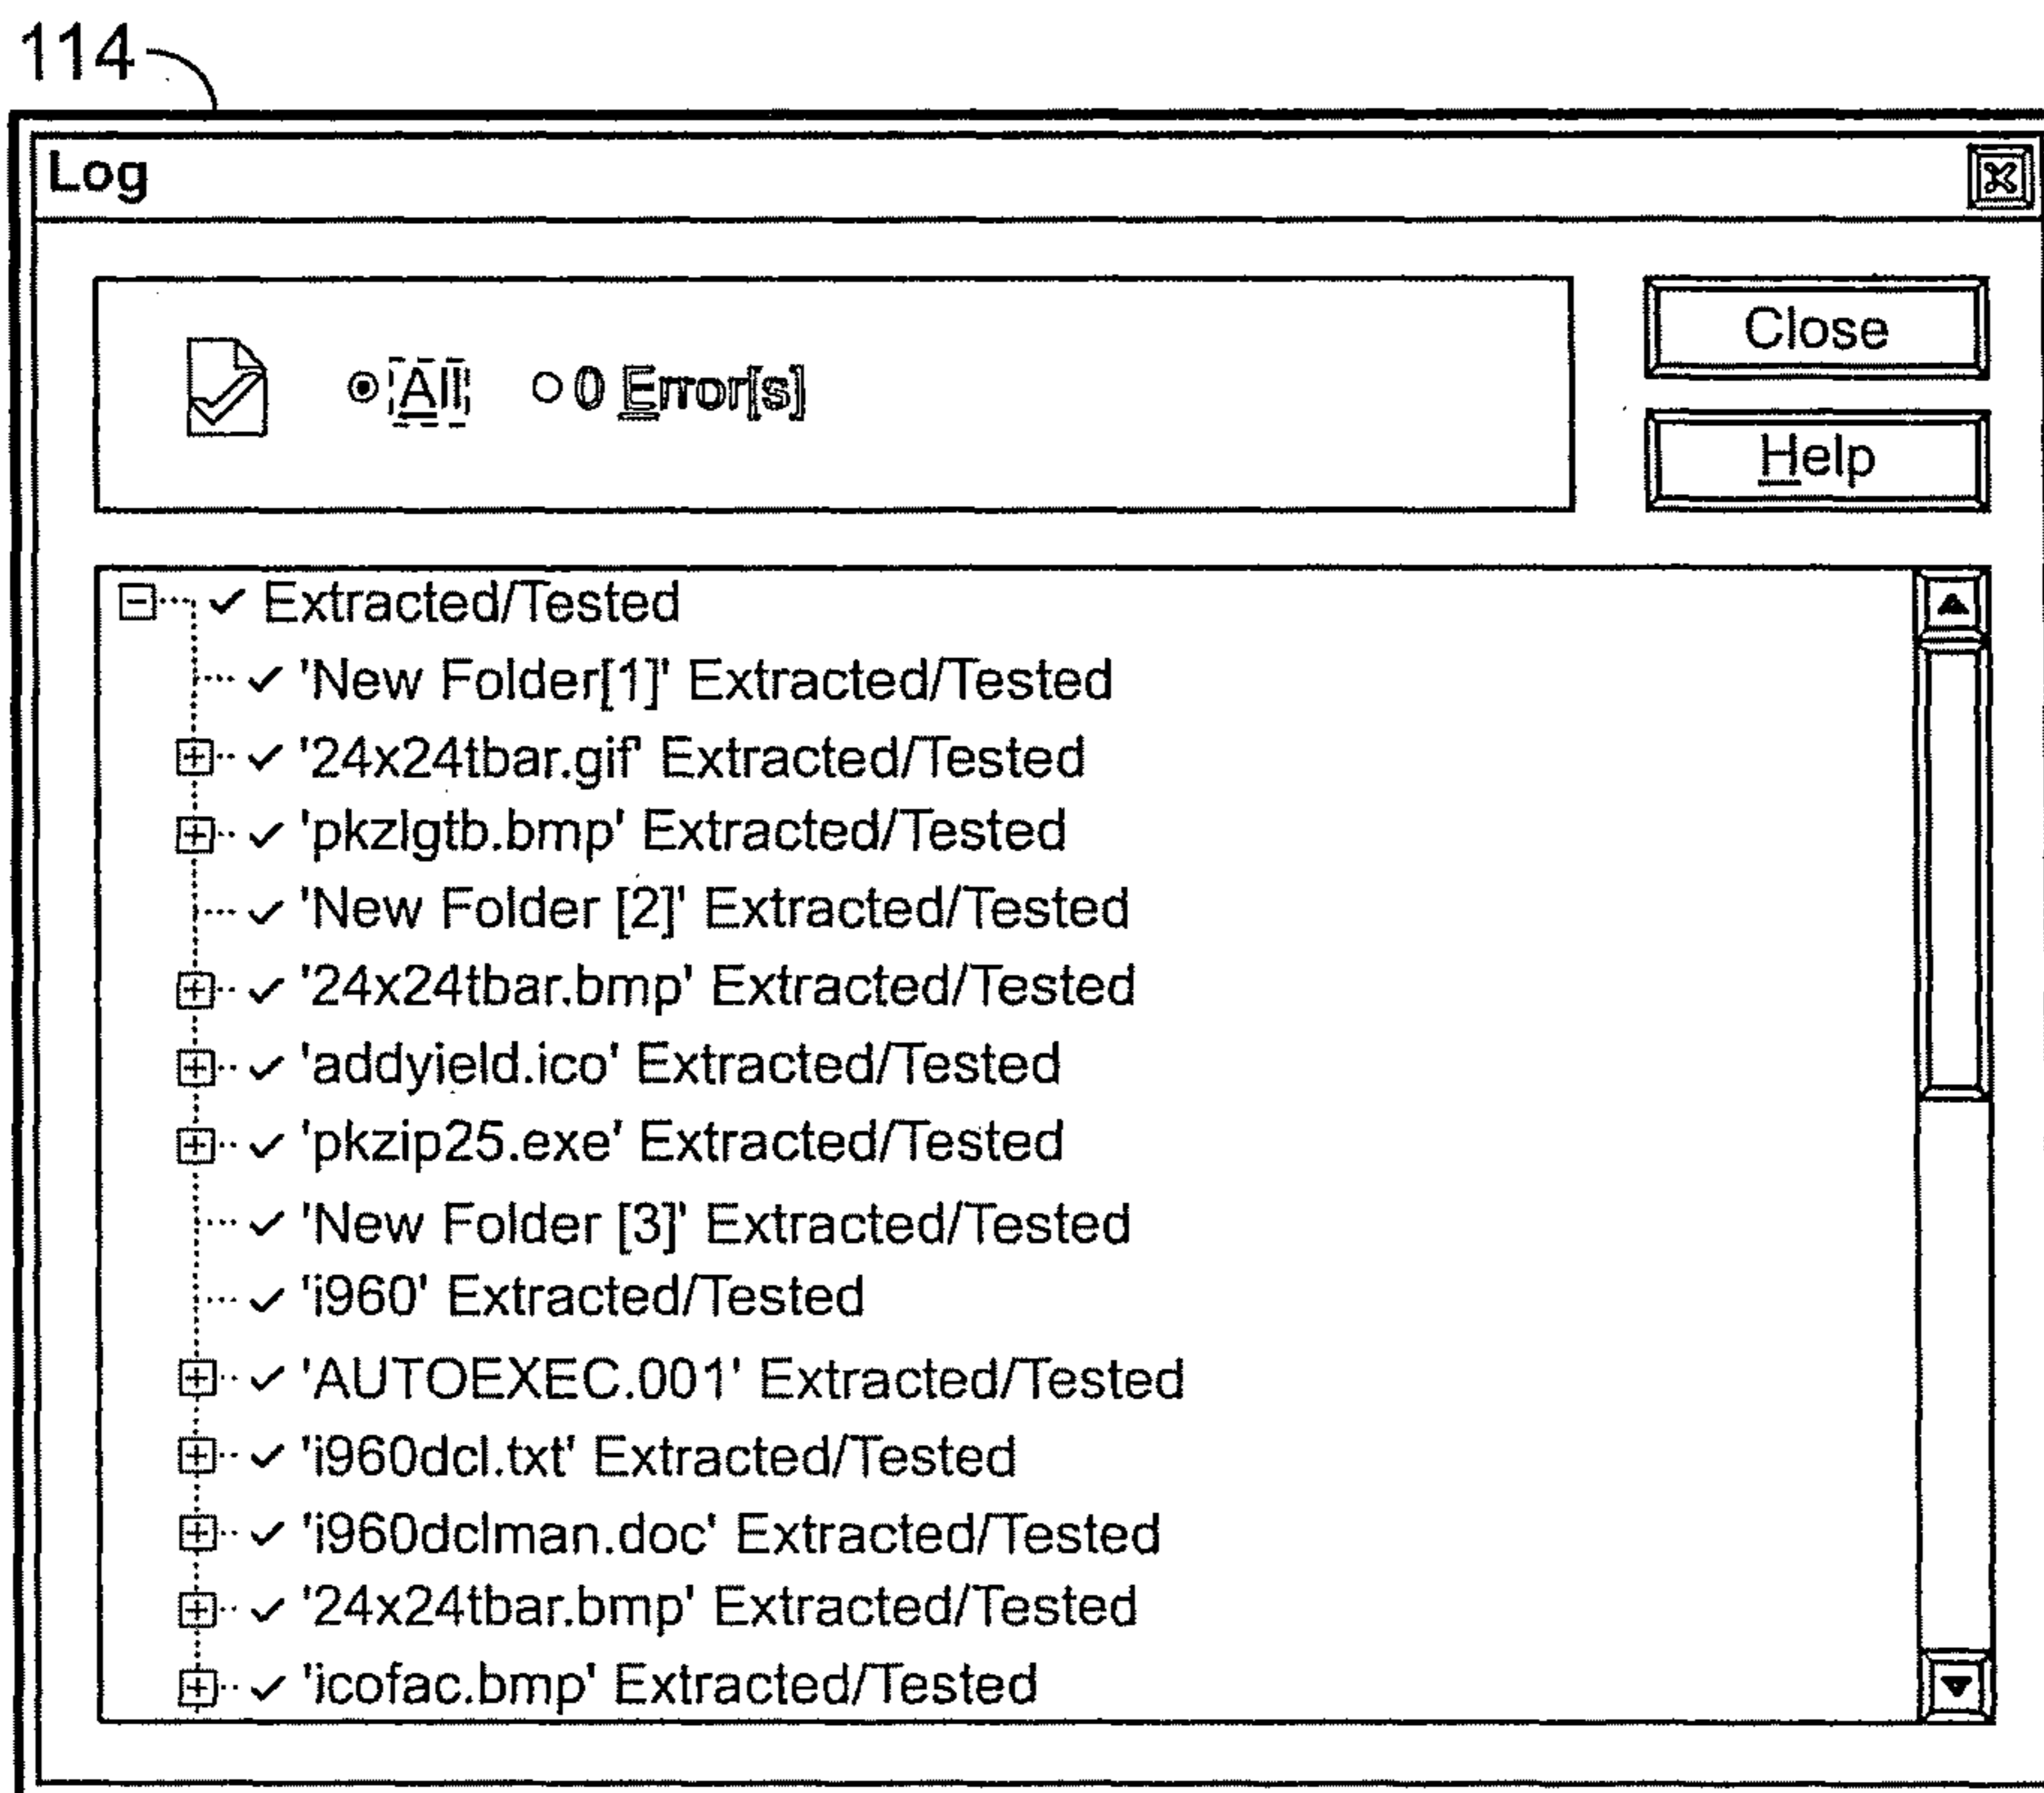 114
Log
All 0 Error[s]
Close
Help
Extracted/Tested
'New Folder[1]' Extracted/Tested
'24x24tbar.gif' Extracted/Tested
'pkzlgtb.bmp' Extracted/Tested
'New Folder [2]' Extracted/Tested
'24x24tbar.bmp' Extracted/Tested
'addyield.ico' Extracted/Tested
'pkzip25.exe' Extracted/Tested
'New Folder [3]' Extracted/Tested
'i960' Extracted/Tested
'AUTOEXEC.001' Extracted/Tested
'i960dcl.txt' Extracted/Tested
'i960dclman.doc' Extracted/Tested
'24x24tbar.bmp' Extracted/Tested
'icofac.bmp' Extracted/Tested